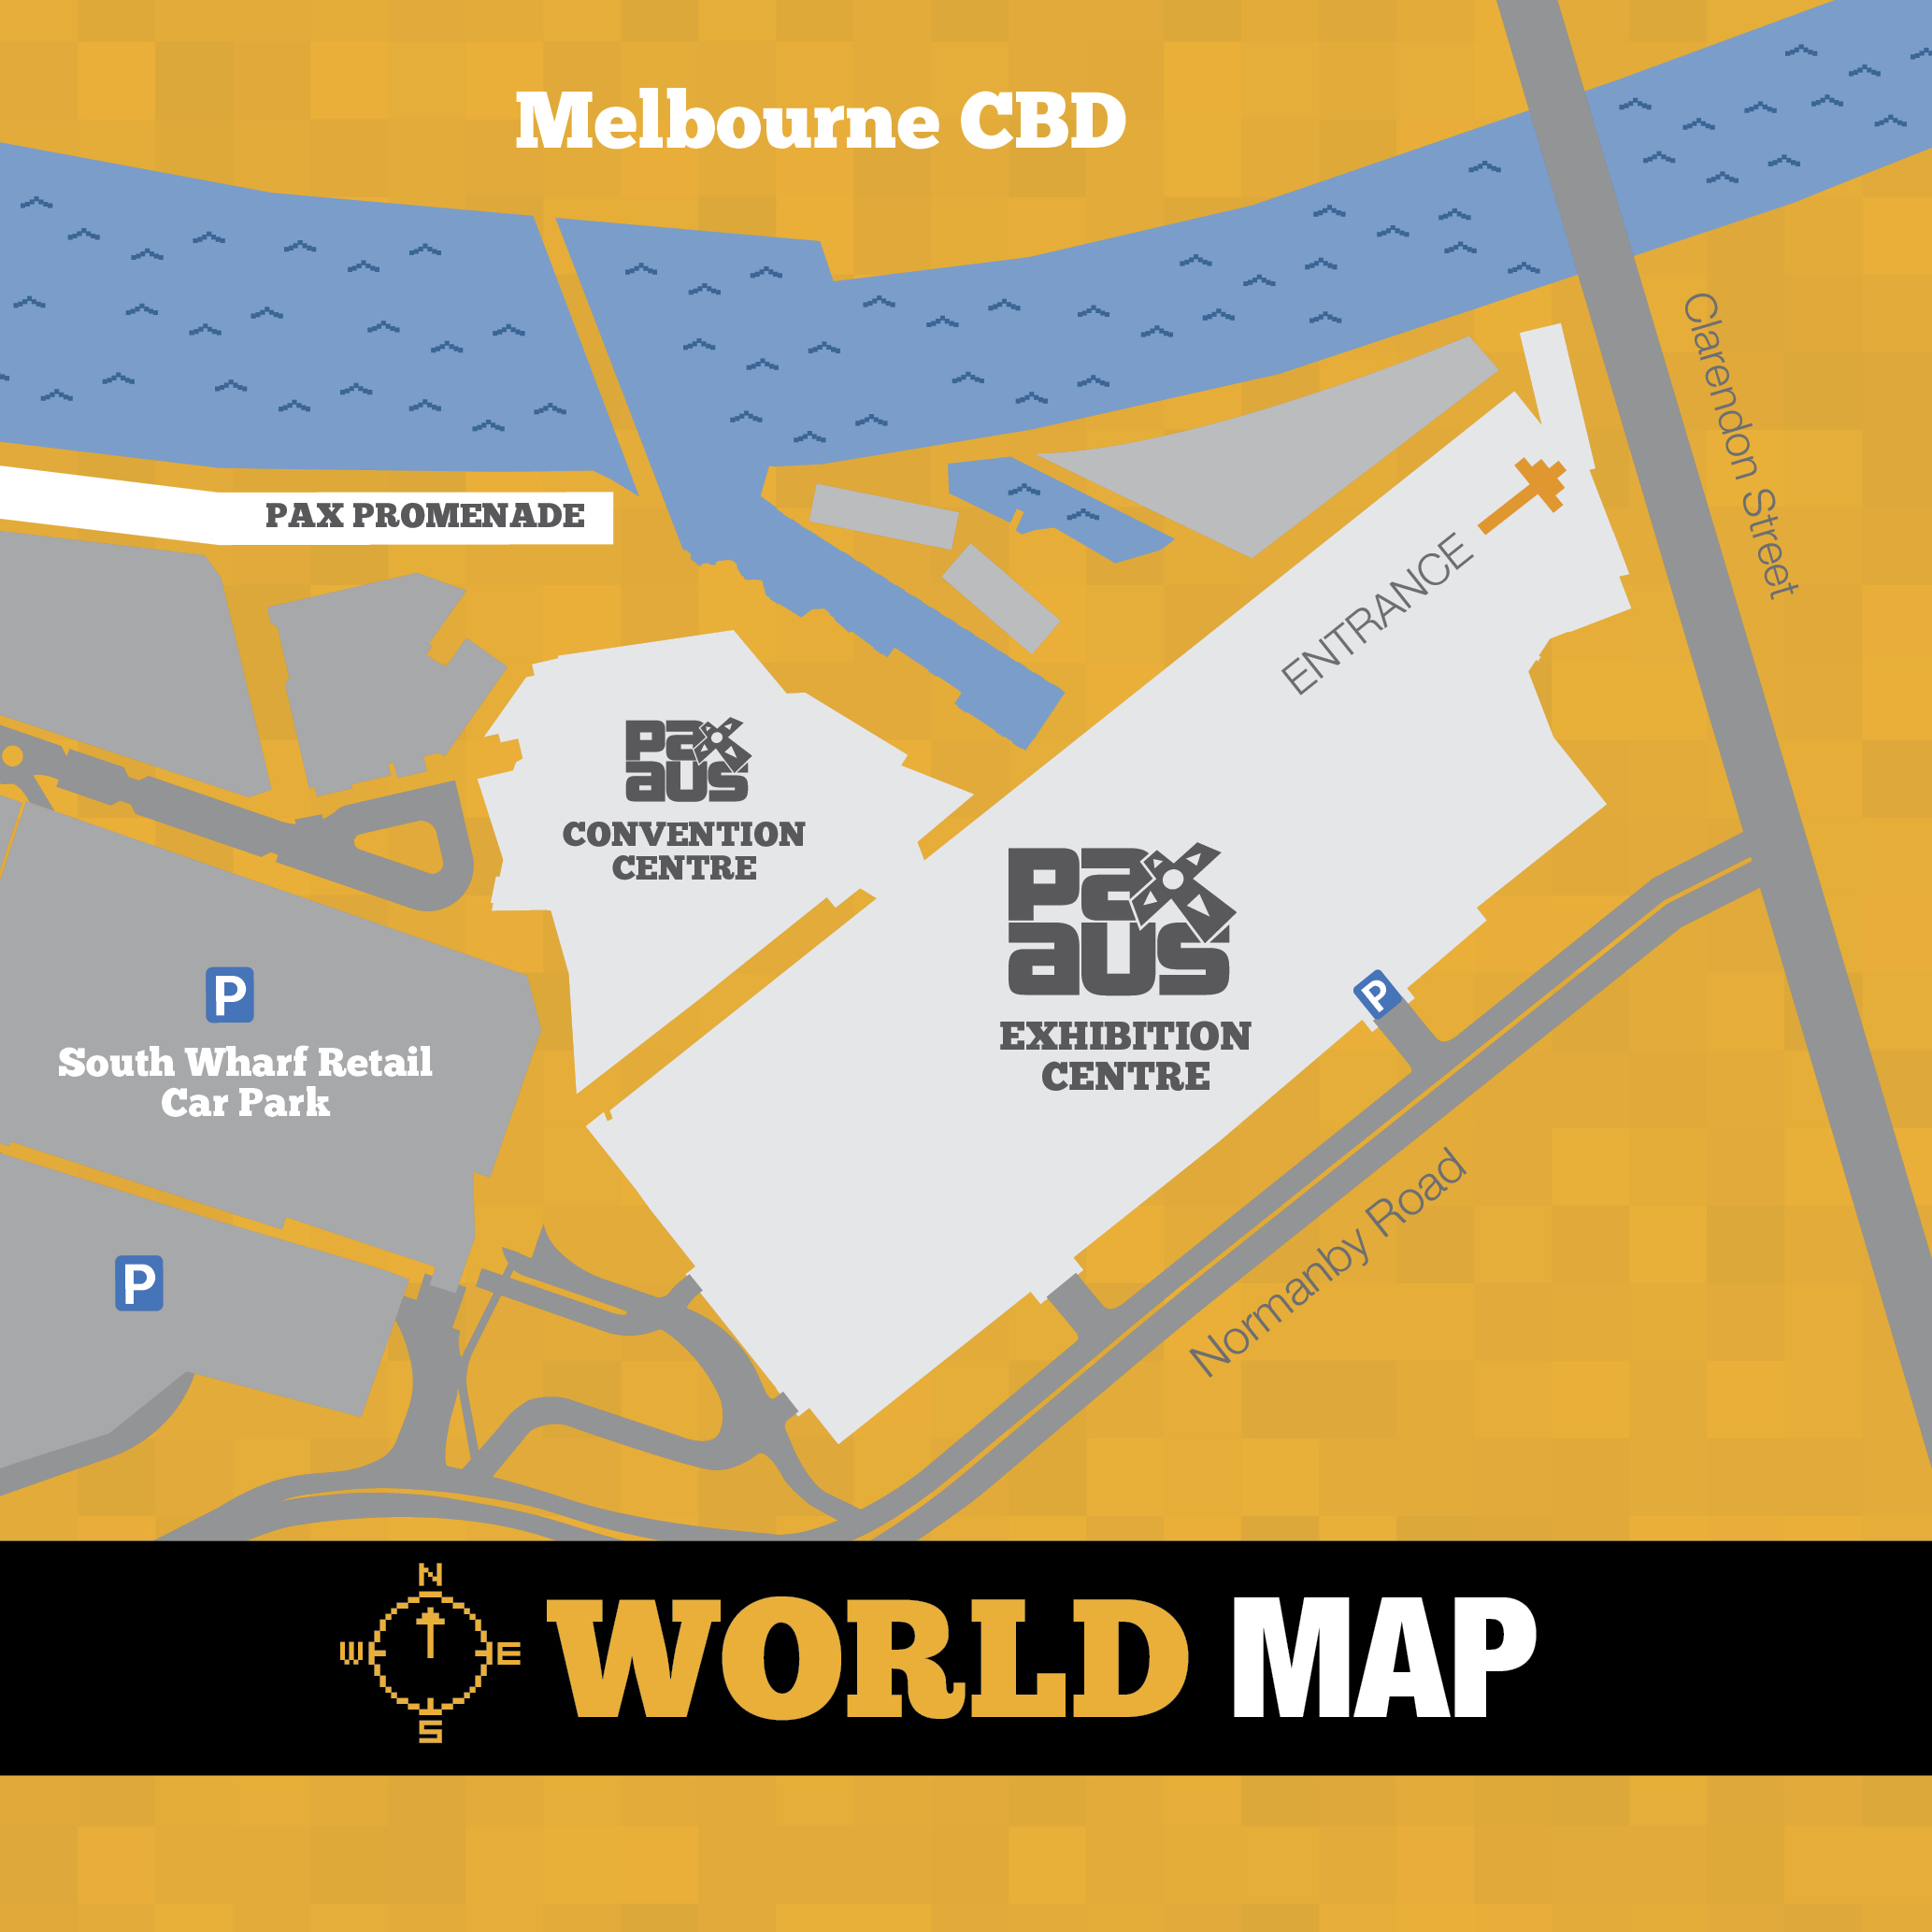 Melbourne CBD
Clarendon Street
PAX PROMENADE
ENTRANCE
pax
aus
CONVENTION
CENTRE
pax
aus
EXHIBITION
CENTRE
P
P
South Wharf Retail
Car Park
Normanby Road
P
N
W E
S
WORLD MAP